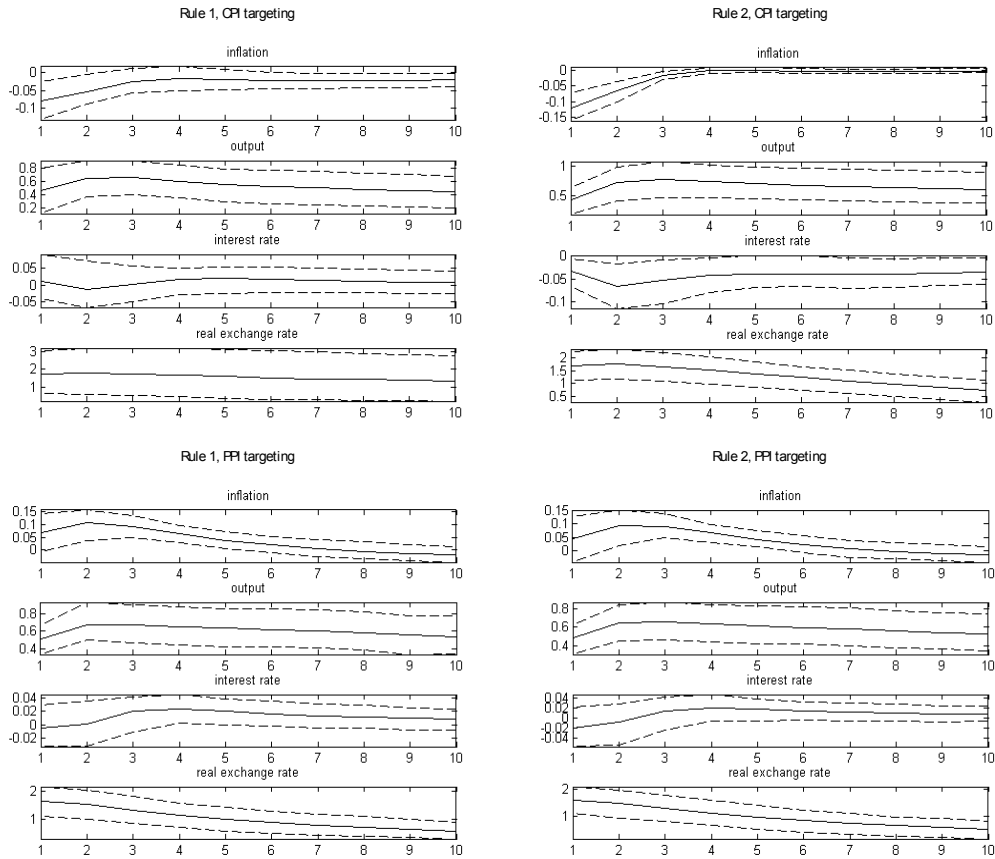 Rule 1, CPI targeting
inflation
0
-0.05
-0.1
1 2 3 4 5 6 7 8 9 10
output
0.8
0.6
0.4
0.2
1 2 3 4 5 6 7 8 9 10
interest rate
0.05
0
-0.05
1 2 3 4 5 6 7 8 9 10
real exchange rate
3
2
1
1 2 3 4 5 6 7 8 9 10
Rule 2, CPI targeting
inflation
0
-0.05
-0.1
-0.15
1 2 3 4 5 6 7 8 9 10
output
1
0.5
1 2 3 4 5 6 7 8 9 10
interest rate
0
-0.05
-0.1
1 2 3 4 5 6 7 8 9 10
real exchange rate
2
1.5
1
0.5
1 2 3 4 5 6 7 8 9 10
Rule 1, PPI targeting
inflation
0.15
0.1
0.05
0
1 2 3 4 5 6 7 8 9 10
output
0.8
0.6
0.4
1 2 3 4 5 6 7 8 9 10
interest rate
0.04
0.02
0
-0.02
1 2 3 4 5 6 7 8 9 10
real exchange rate
2
1
1 2 3 4 5 6 7 8 9 10
Rule 2, PPI targeting
inflation
0.15
0.1
0.05
0
1 2 3 4 5 6 7 8 9 10
output
0.8
0.6
0.4
1 2 3 4 5 6 7 8 9 10
interest rate
0.04
0.02
0
-0.02
-0.04
1 2 3 4 5 6 7 8 9 10
real exchange rate
2
1
1 2 3 4 5 6 7 8 9 10